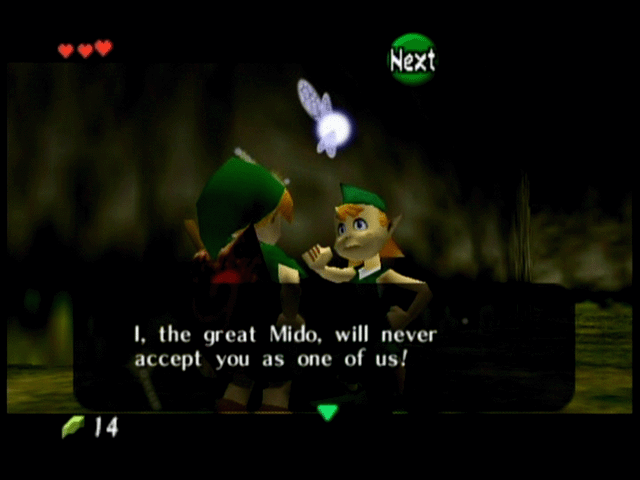 Next
I, the great Mido, will never
accept you as one of us!
14